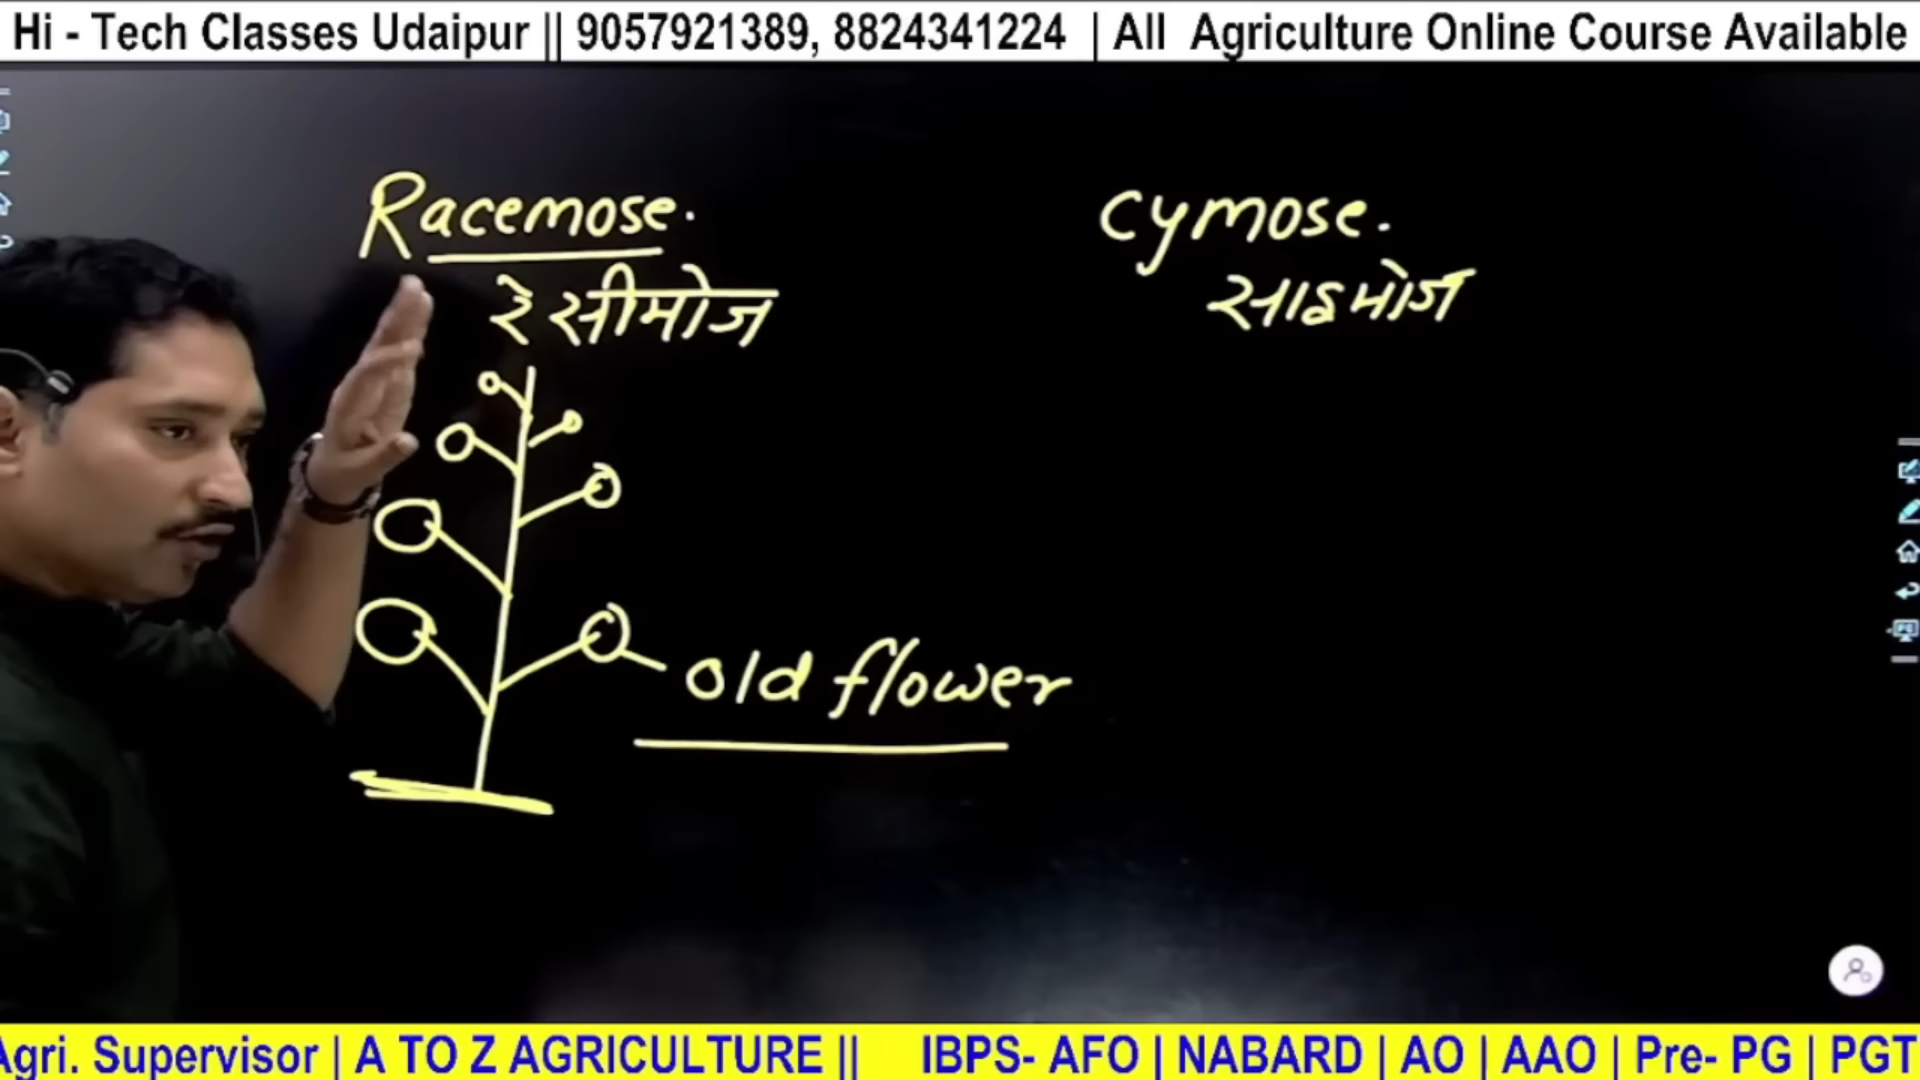 Hi - Tech Classes Udaipur || 9057921389, 8824341224 | All Agriculture Online Course Available
Racemose.
रेसीमोज
Cymose.
साइमोज
old flower
Agri. Supervisor | A TO Z AGRICULTURE || IBPS- AFO | NABARD | AO | AAO | Pre- PG | PGT